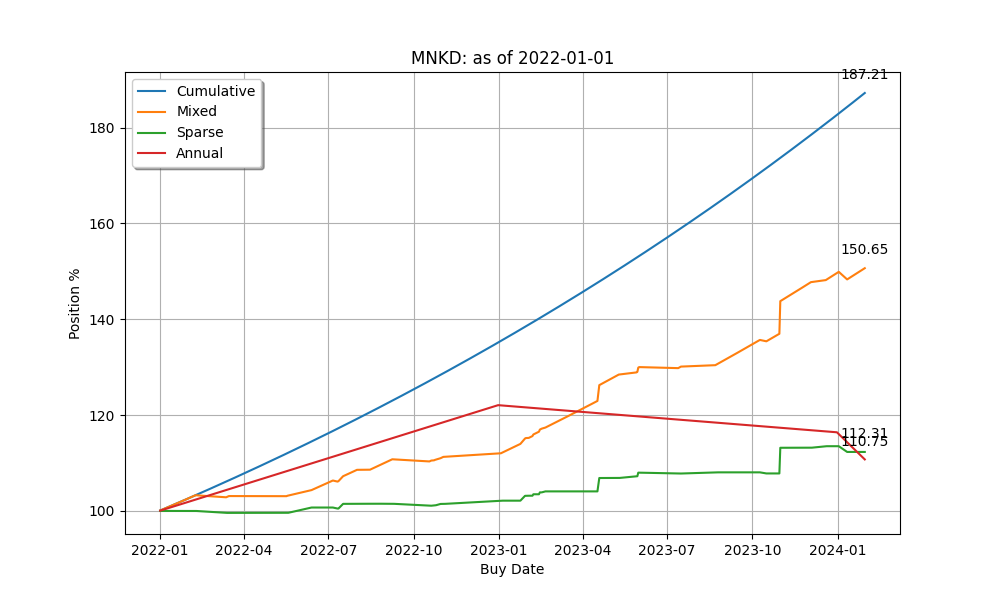 MNKD: as of 2022-01-01
187.21
Cumulative
Mixed
Sparse
Annual
180
160
150.65
140
120
112.31
110.75
100
Position %
2022-01 2022-04 2022-07 2022-10 2023-01 2023-04 2023-07 2023-10 2024-01
Buy Date